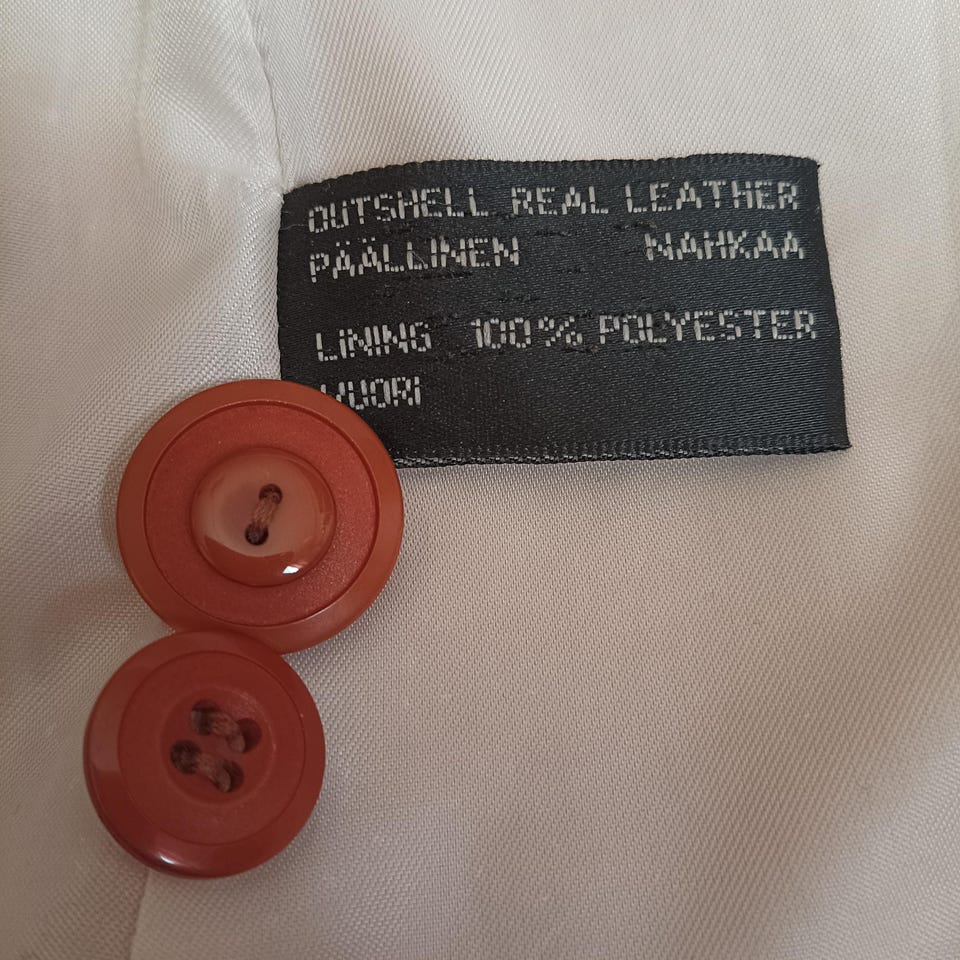 OUTSHELL REAL LEATHER
PÄÄLLINEN NAHKAA
LINING 100% POLYESTER
VUORI